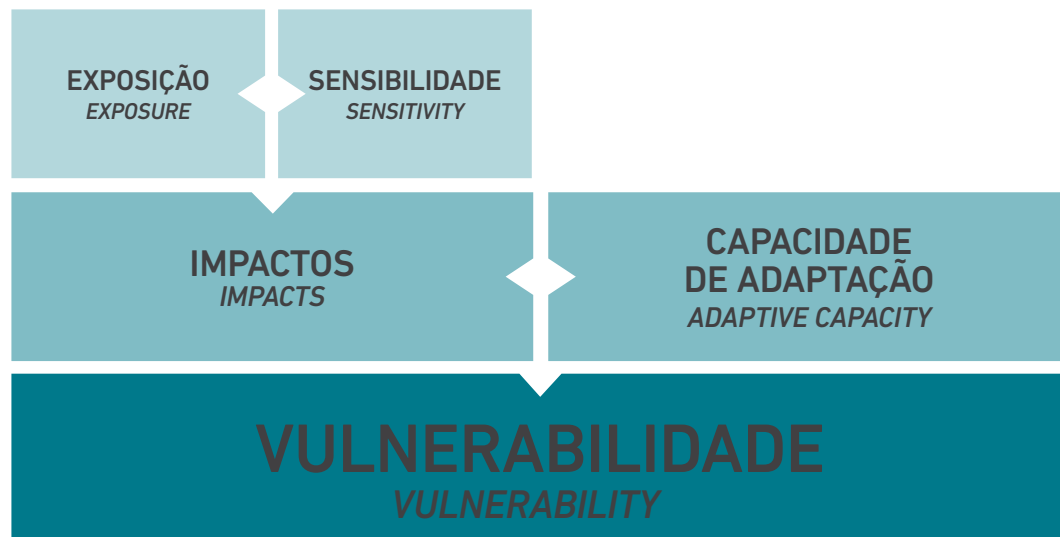 EXPOSIÇÃO
EXPOSURE
SENSIBILIDADE
SENSITIVITY
IMPACTOS
IMPACTS
CAPACIDADE
DE ADAPTAÇÃO
ADAPTIVE CAPACITY
VULNERABILIDADE
VULNERABILITY